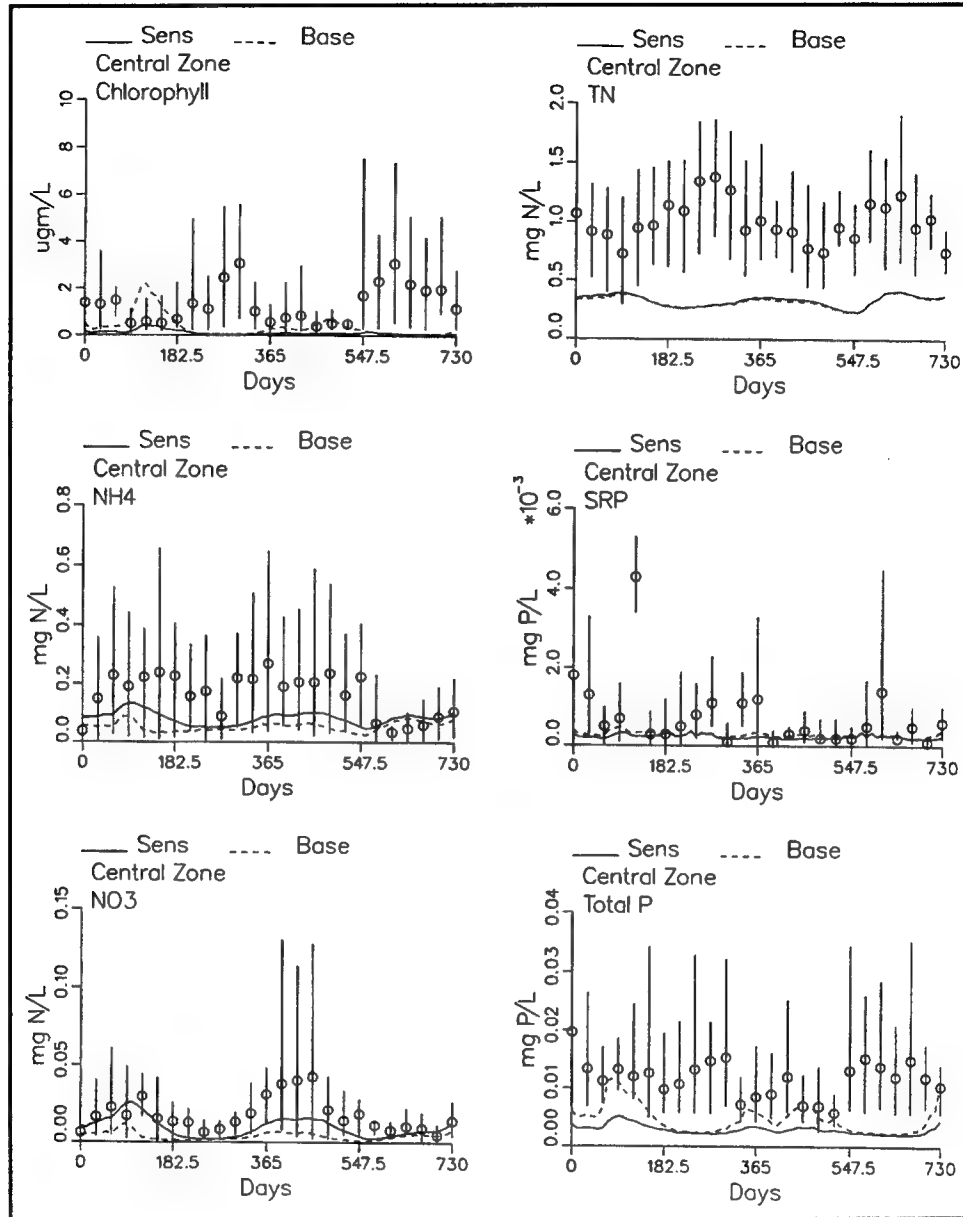 Sens Base
Central Zone
Chlorophyll
ugm/L
10
8
6
4
2
0
0 182.5 365 547.5 730
Days
Sens Base
Central Zone
TN
mg N/L
2.0
1.5
1.0
0.5
0.0
0 182.5 365 547.5 730
Days
Sens Base
Central Zone
NH4
mg N/L
0.8
0.6
0.4
0.2
0.0
0 182.5 365 547.5 730
Days
Sens Base
Central Zone
SRP
*10-3
mg P/L
6.0
4.0
2.0
0.0
0 182.5 365 547.5 730
Days
Sens Base
Central Zone
NO3
mg N/L
0.15
0.10
0.05
0.00
0 182.5 365 547.5 730
Days
Sens Base
Central Zone
Total P
mg P/L
0.04
0.03
0.02
0.01
0.00
0 182.5 365 547.5 730
Days